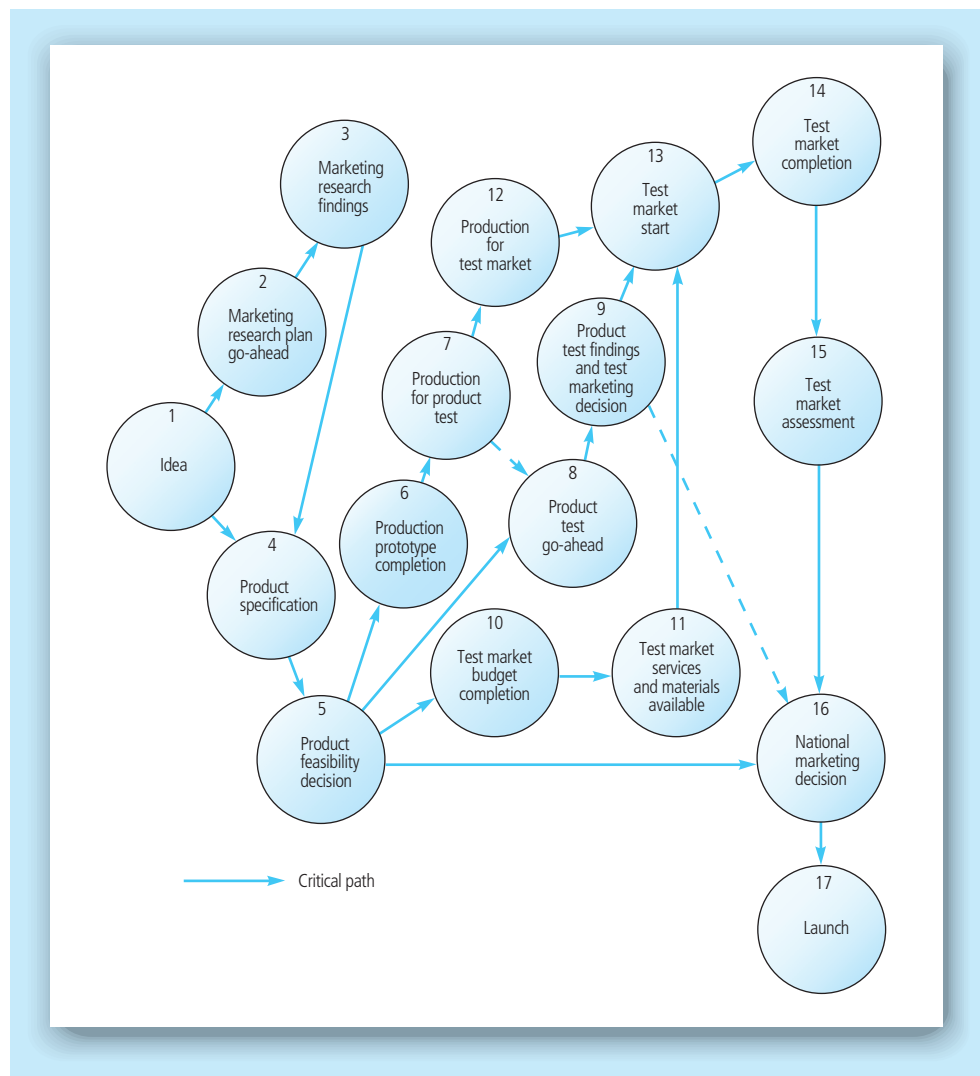 1
Idea
2
Marketing
research plan
go-ahead
3
Marketing
research
findings
4
Product
specification
5
Product
feasibility
decision
6
Production
prototype
completion
7
Production
for product
test
8
Product
test
go-ahead
9
Product
test findings
and test
marketing
decision
10
Test market
budget
completion
11
Test market
services
and materials
available
12
Production
for
test market
13
Test
market
start
14
Test
market
completion
15
Test
market
assessment
16
National
marketing
decision
17
Launch
Critical path